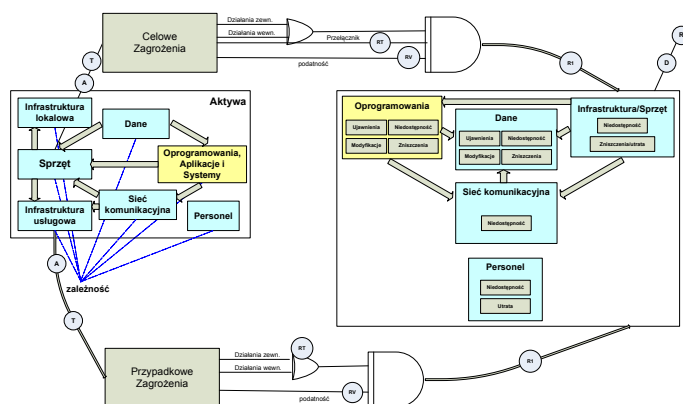 Celowe
Zagrożenia
Działania zewn.
Działania wewn.
Przełącznik
podatność
RT
RV
R1
D
R
T
A
Aktywa
Infrastruktura
lokalowa
Dane
Sprzęt
Oprogramowania,
Aplikacje i
Systemy
Infrastruktura
usługowa
Sieć
komunikacyjna
Personel
zależność
A
T
Oprogramowania
Ujawnienia
Niedostępność
Modyfikacje
Zniszczenia
Dane
Ujawnienia
Niedostępność
Modyfikacje
Zniszczenia
Infrastruktura/Sprzęt
Niedostępność
Zniszczenia/utrata
Sieć komunikacyjna
Niedostępność
Personel
Niedostępność
Utrata
Przypadkowe
Zagrożenia
Działania zewn.
Działania wewn.
podatność
RT
RV
R1